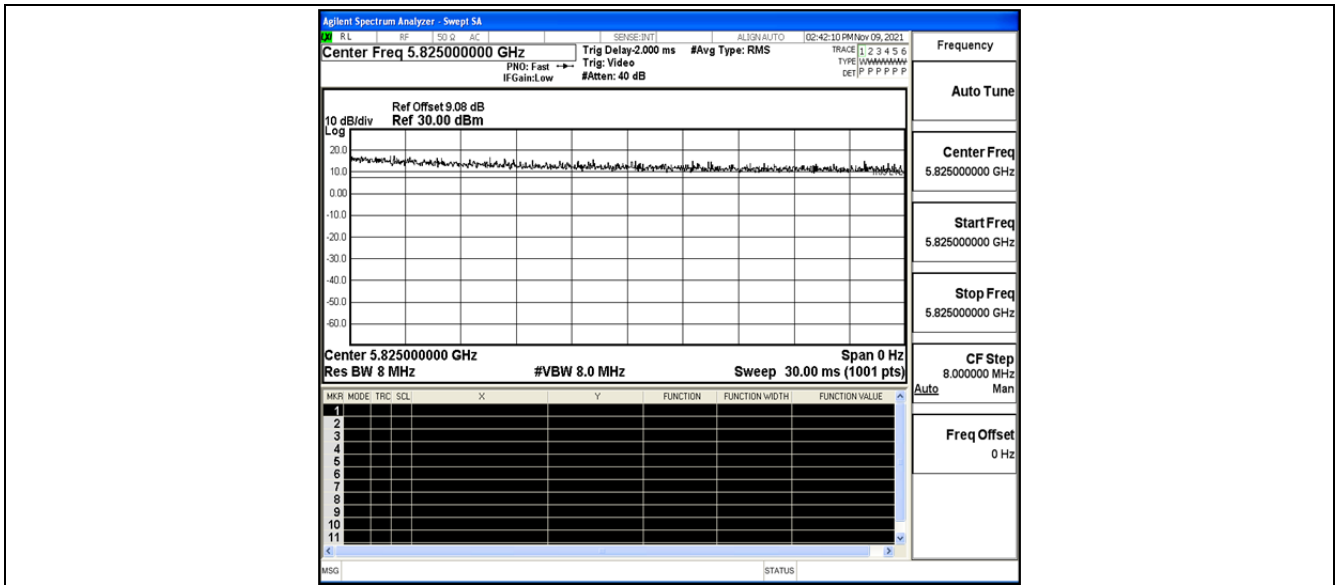 Agilent Spectrum Analyzer - Swept SA
LXI RL RF 50 Ω AC SENSE:INT ALIGNAUTO 02:42:10 PM Nov 09, 2021
Center Freq 5.825000000 GHz
Trig Delay-2.000 ms #Avg Type: RMS
TRACE 1 2 3 4 5 6
PNO: Fast
Trig: Video
TYPE WWWWWW
IFGain:Low
#Atten: 40 dB
DET P P P P P P
Ref Offset 9.08 dB
10 dB/div Ref 30.00 dBm
Log
20.0
10.0
0.00
-10.0
-20.0
-30.0
-40.0
-50.0
-60.0
Center 5.825000000 GHz Span 0 Hz
Res BW 8 MHz #VBW 8.0 MHz Sweep 30.00 ms (1001 pts)
MKR MODE TRC SCL X Y FUNCTION FUNCTION WIDTH FUNCTION VALUE
1
2
3
4
5
6
7
8
9
10
11
MSG STATUS
Frequency
Auto Tune
Center Freq
5.825000000 GHz
Start Freq
5.825000000 GHz
Stop Freq
5.825000000 GHz
CF Step
8.000000 MHz
Auto Man
Freq Offset
0 Hz